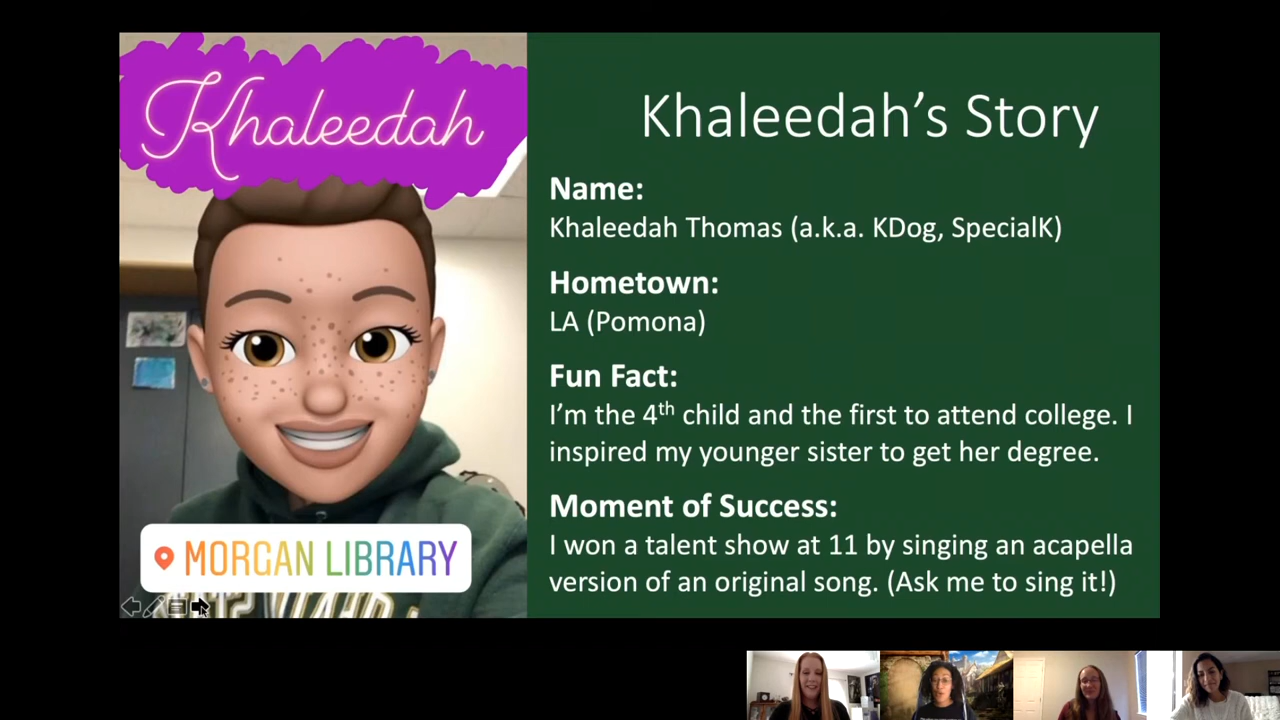 Khaleedah
MORGAN LIBRARY
Khaleedah’s Story
Name:
Khaleedah Thomas (a.k.a. KDog, SpecialK)
Hometown:
LA (Pomona)
Fun Fact:
I’m the 4th child and the first to attend college. I
inspired my younger sister to get her degree.
Moment of Success:
I won a talent show at 11 by singing an acapella
version of an original song. (Ask me to sing it!)